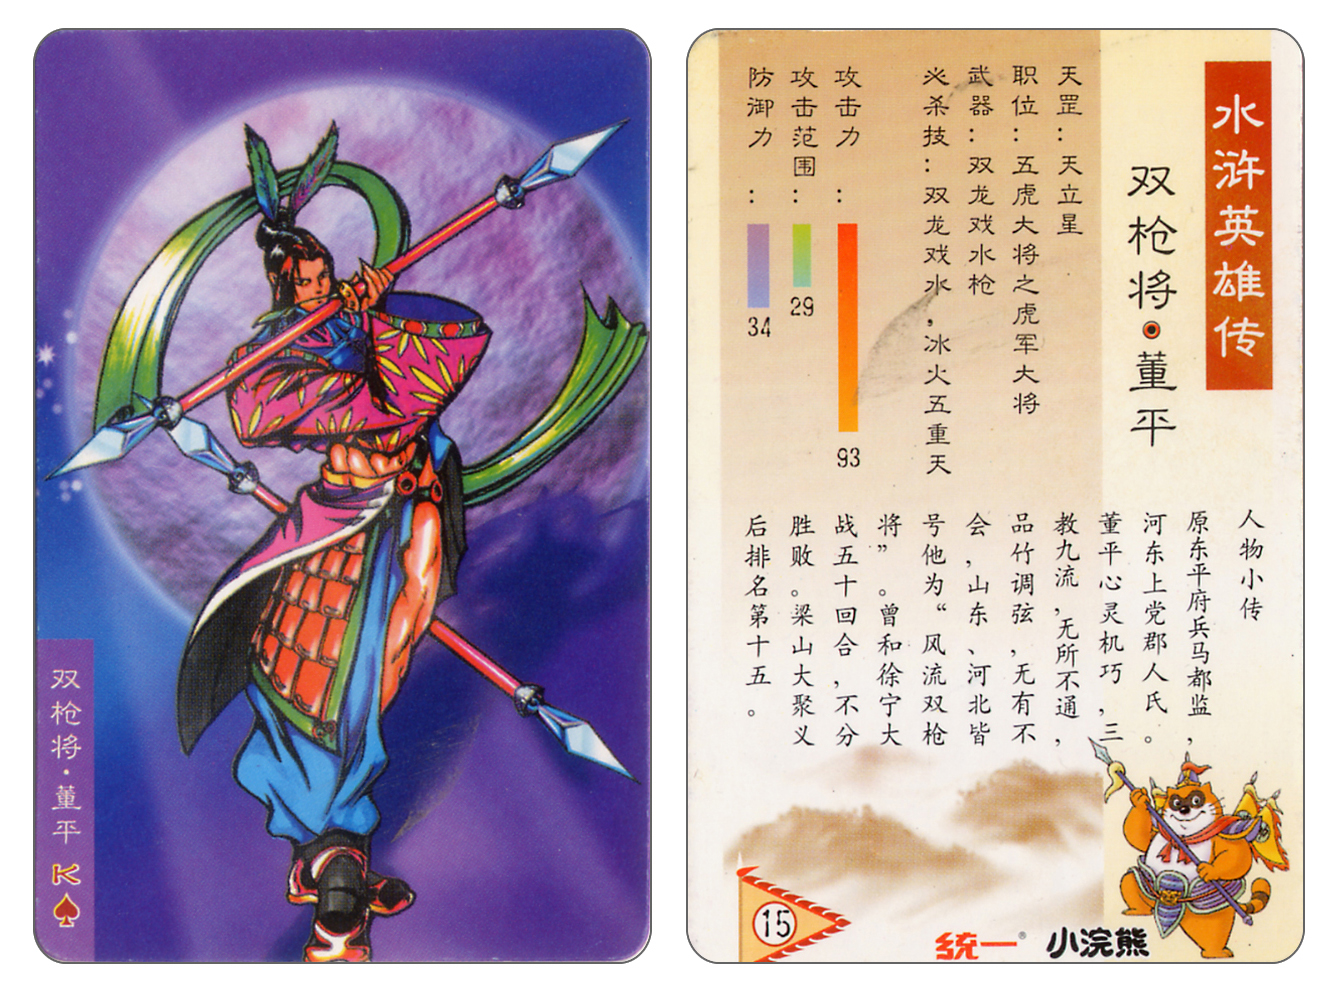 双枪将·董平
K
水浒英雄传
双枪将·董平
天罡：天立星
职位：五虎大将之虎军大将
武器：双龙戏水枪
必杀技：双龙戏水，冰火五重天
攻击力：
93
攻击范围：
29
防御力：
34
人物小传
原东平府兵马都监，
河东上党郡人氏。
董平心灵机巧，三
教九流，无所不通，
品竹调弦，无有不
会，山东、河北皆
号他为“风流双枪
将”。曾和徐宁大
战五十回合，不分
胜败。梁山大聚义
后排名第十五。
15
统一® 小浣熊